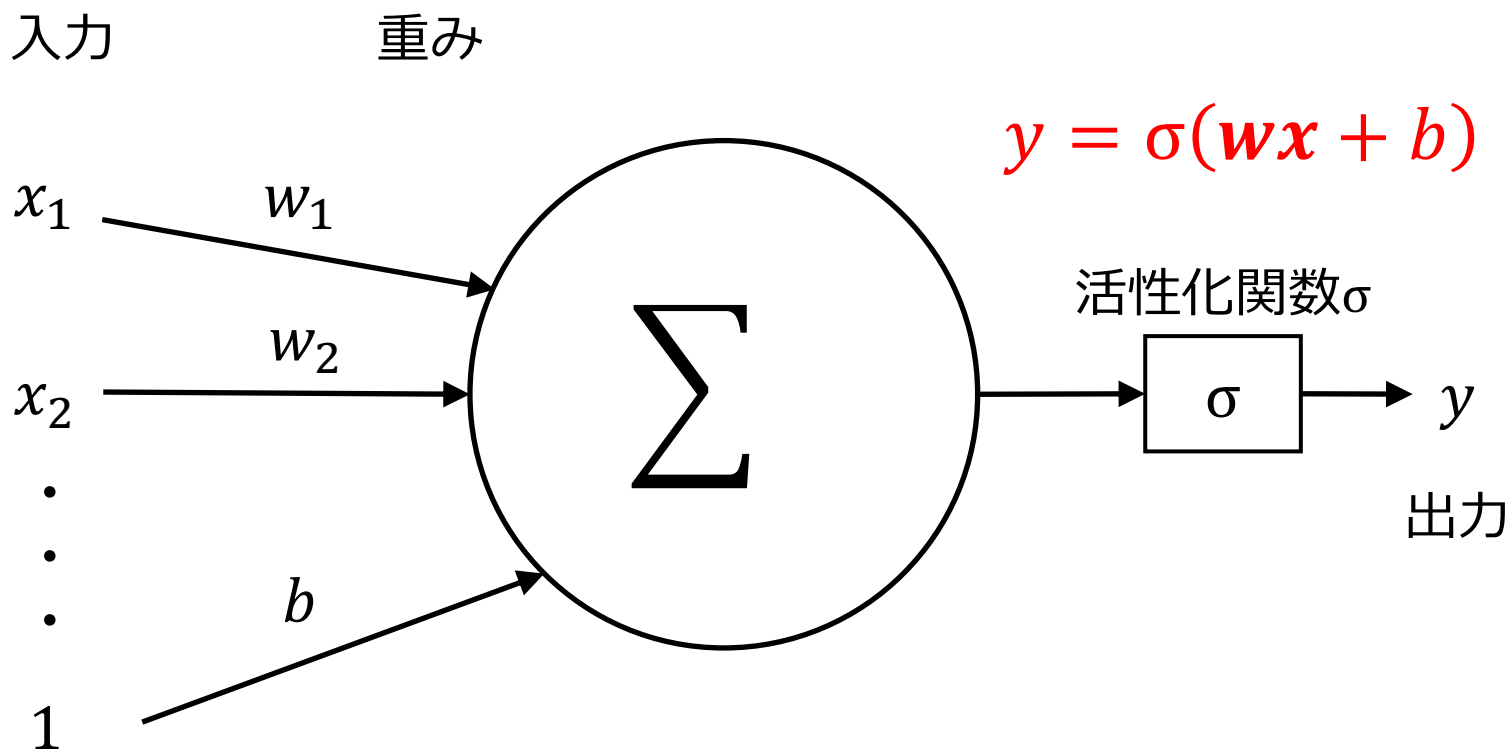 入力
重み
y = σ(wx + b)
x₁
w₁
活性化関数σ
w₂
x₂
∑
σ
y
出力
b
1